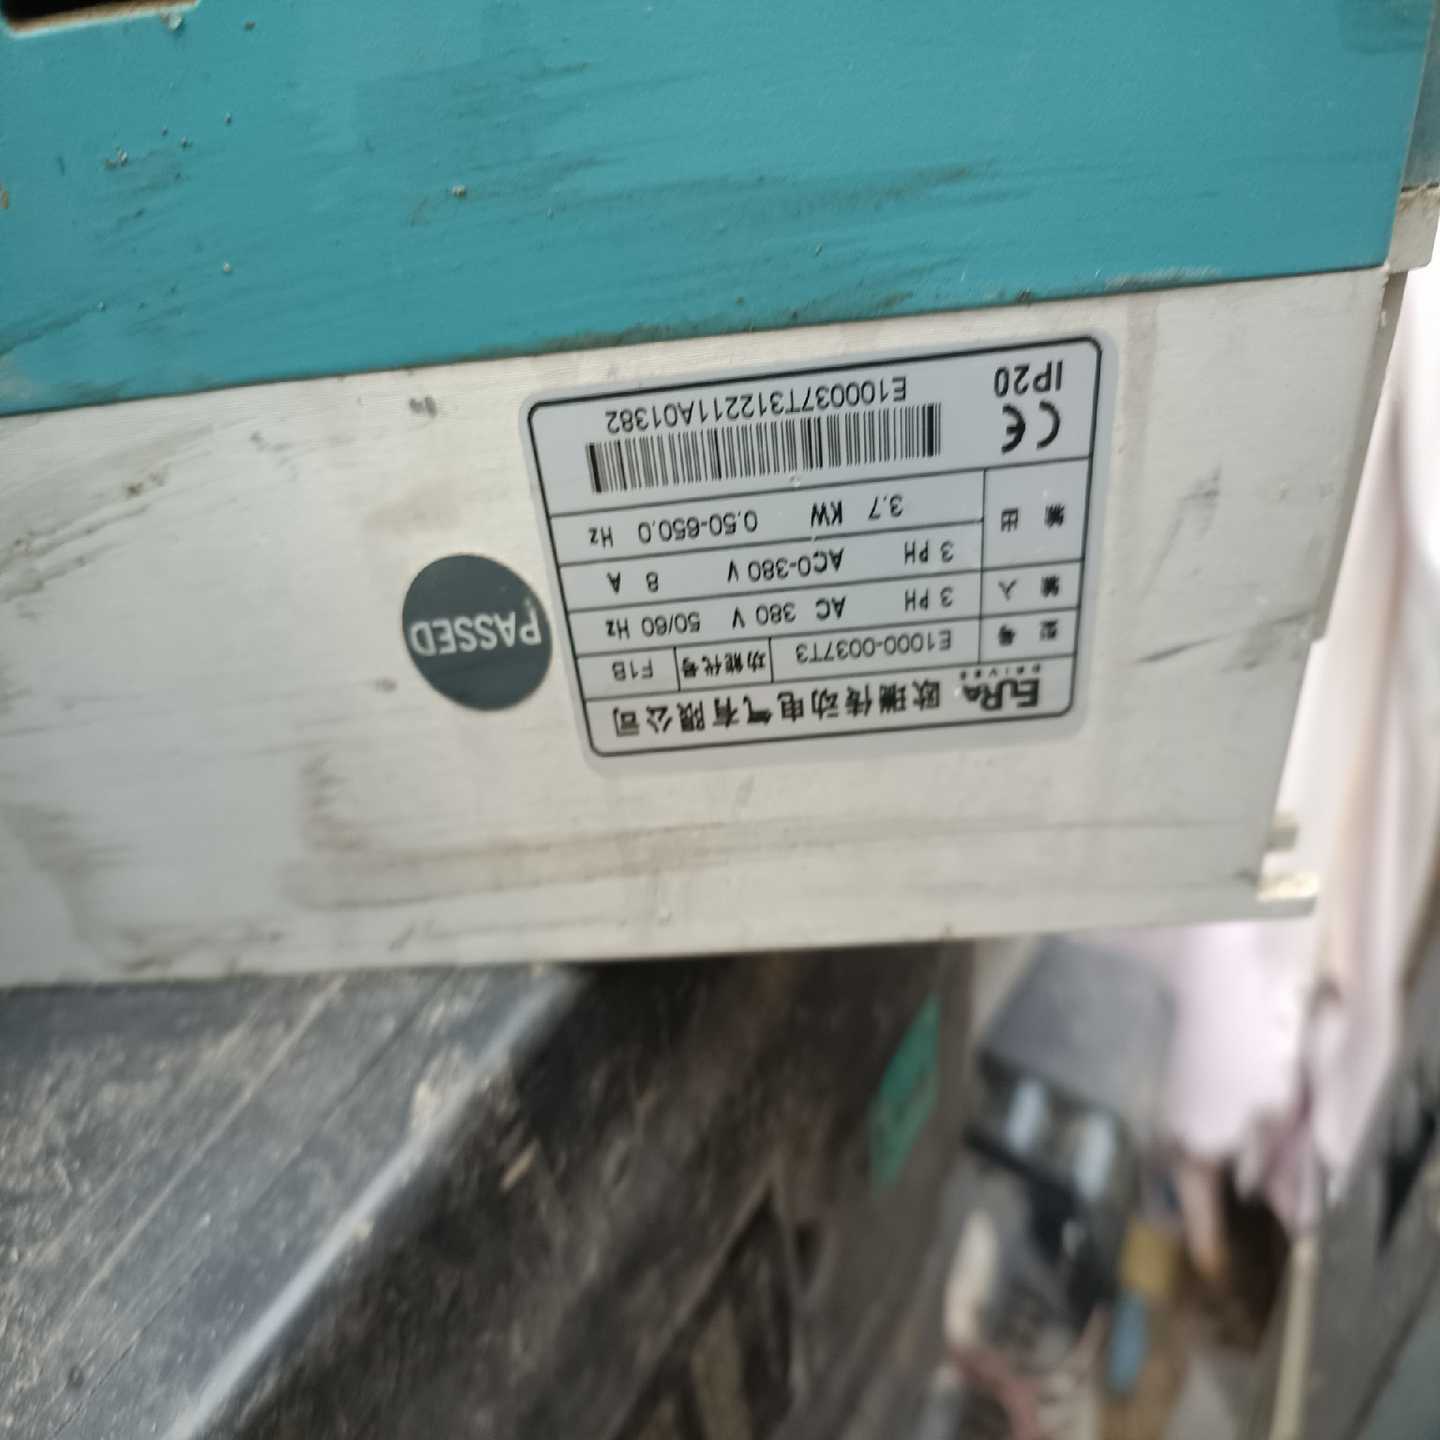 EURA DRIVES 欧瑞传动电气有限公司
型 号 E1000-0037T3 功能代号 F1B
输 入 3 PH AC 380 V 50/60 Hz
输 出 3 PH AC0-380 V 8 A
3.7 KW 0.50-650.0 Hz
CE
IP20
E100037T312211A01382
PASSED